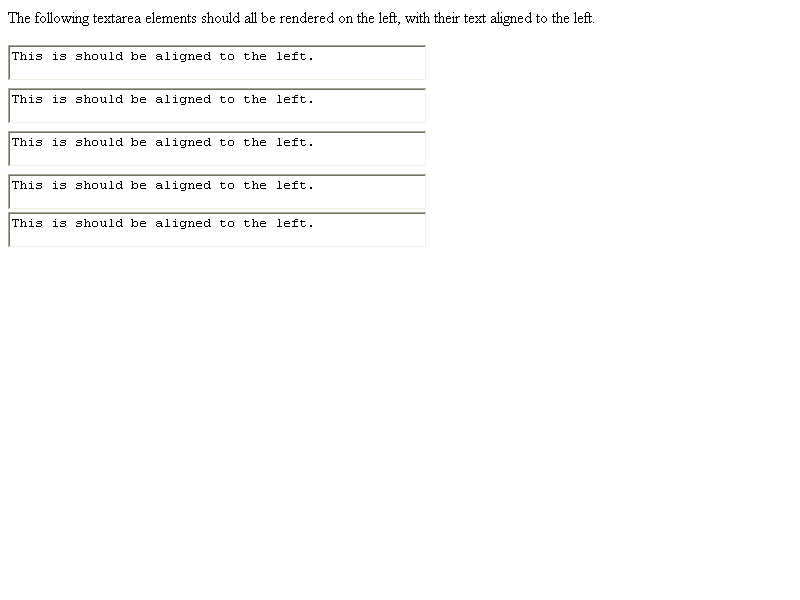 The following textarea elements should all be rendered on the left, with their text aligned to the left.
This is should be aligned to the left.
This is should be aligned to the left.
This is should be aligned to the left.
This is should be aligned to the left.
This is should be aligned to the left.